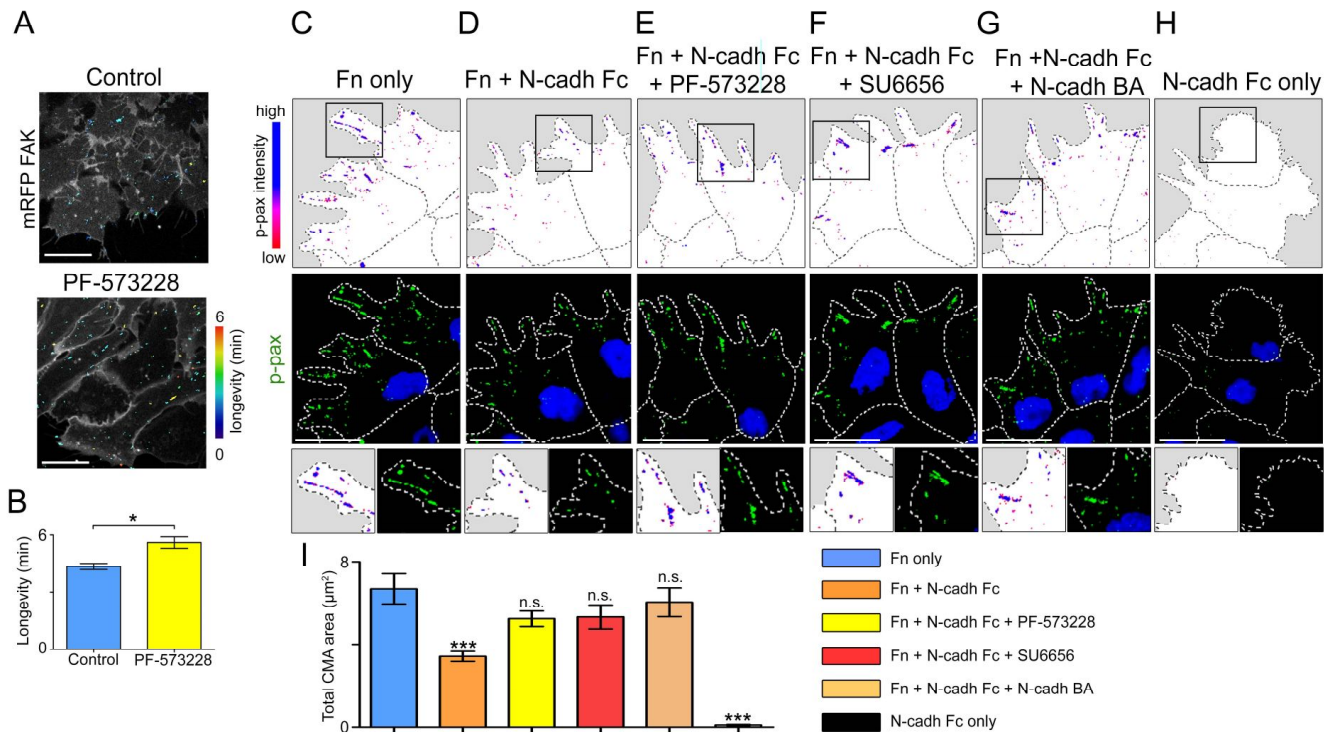 A
Control
mRFP FAK
PF-573228
6
longevity (min)
0
B
6
Longevity (min)
0
*
Control
PF-573228
C
Fn only
D
Fn + N-cadh Fc
E
Fn + N-cadh Fc
+ PF-573228
F
Fn + N-cadh Fc
+ SU6656
G
Fn +N-cadh Fc
+ N-cadh BA
H
N-cadh Fc only
high
p-pax intensity
low
p-pax
I
8
Total CMA area (µm²)
0
***
n.s.
n.s.
n.s.
***
Fn only
Fn + N-cadh Fc
Fn + N-cadh Fc + PF-573228
Fn + N-cadh Fc + SU6656
Fn + N-cadh Fc + N-cadh BA
N-cadh Fc only